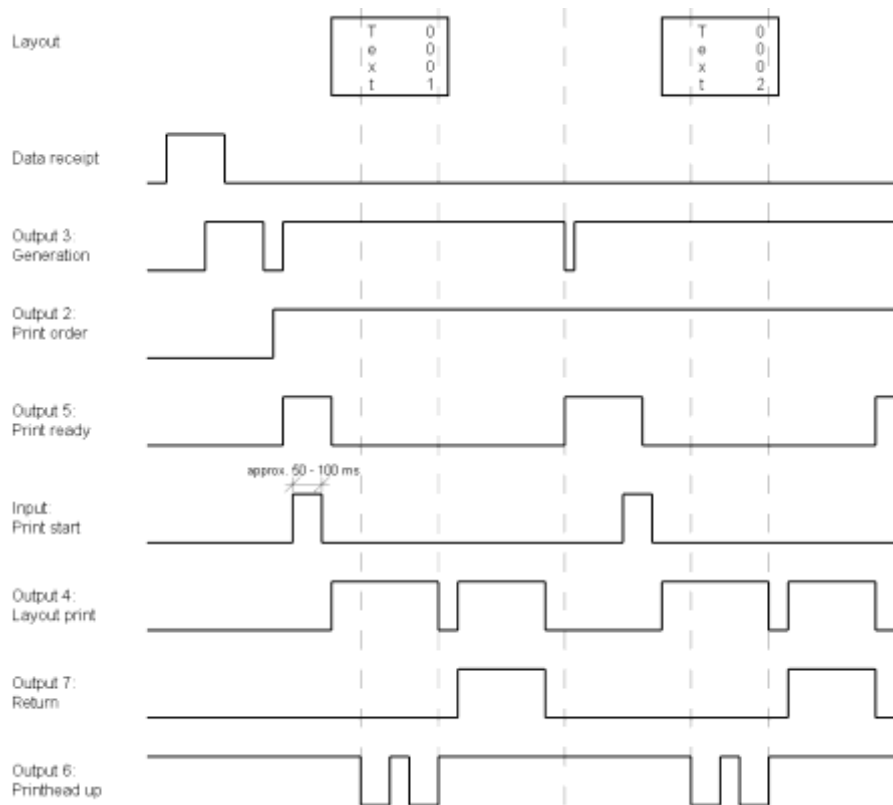 Layout
T 0
e 0
x 0
t 1
T 0
e 0
x 0
t 2
Data receipt
Output 3:
Generation
Output 2:
Print order
Output 5:
Print ready
approx. 50 - 100 ms
Input:
Print start
Output 4:
Layout print
Output 7:
Return
Output 6:
Printhead up